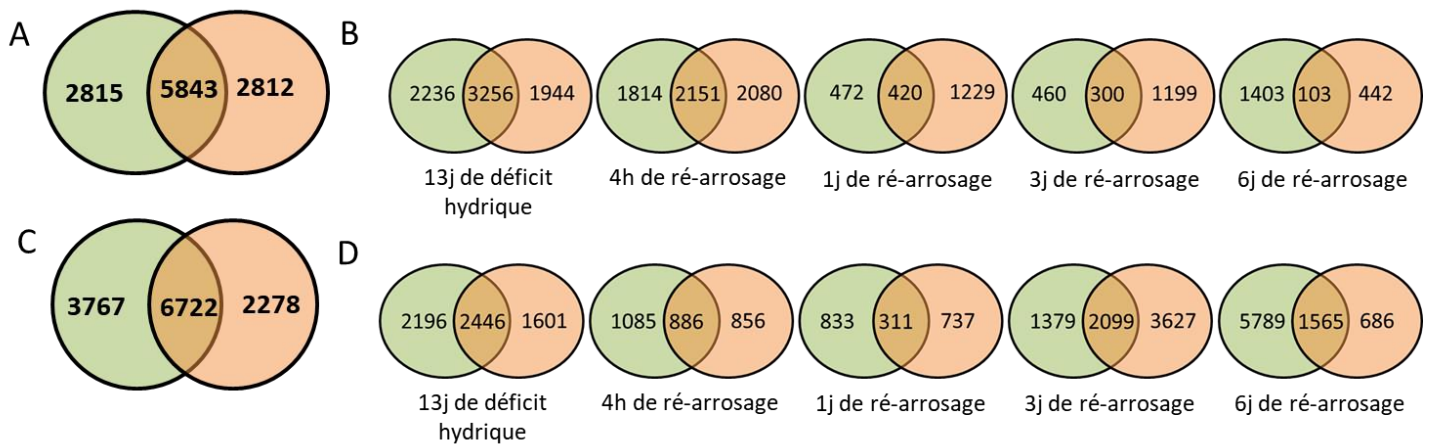 A
2815 5843 2812
B
2236 3256 1944
1814 2151 2080
472 420 1229
460 300 1199
1403 103 442
13j de déficit
hydrique
4h de ré-arrosage
1j de ré-arrosage
3j de ré-arrosage
6j de ré-arrosage
C
3767 6722 2278
D
2196 2446 1601
1085 886 856
833 311 737
1379 2099 3627
5789 1565 686
13j de déficit
hydrique
4h de ré-arrosage
1j de ré-arrosage
3j de ré-arrosage
6j de ré-arrosage